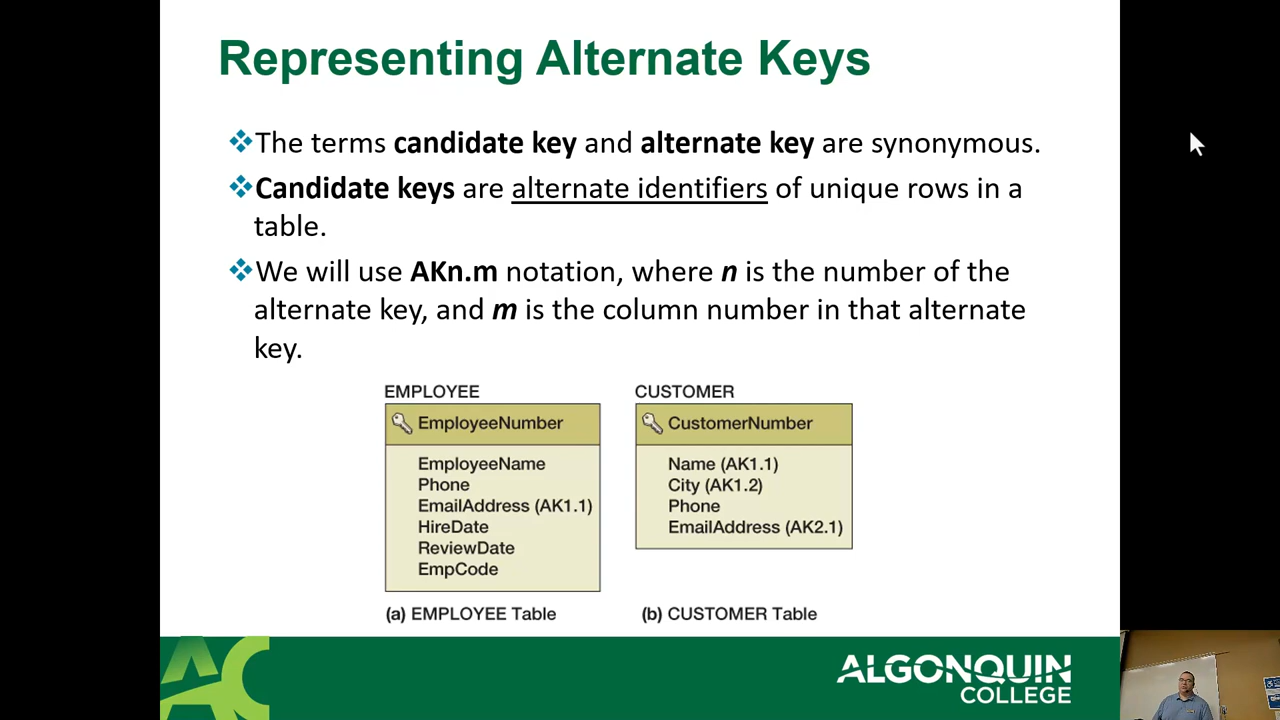 Representing Alternate Keys
❖The terms candidate key and alternate key are synonymous.
❖Candidate keys are alternate identifiers of unique rows in a
table.
❖We will use AKn.m notation, where n is the number of the
alternate key, and m is the column number in that alternate
key.
EMPLOYEE
EmployeeNumber
EmployeeName
Phone
EmailAddress (AK1.1)
HireDate
ReviewDate
EmpCode
(a) EMPLOYEE Table
CUSTOMER
CustomerNumber
Name (AK1.1)
City (AK1.2)
Phone
EmailAddress (AK2.1)
(b) CUSTOMER Table
AC
ALGONQUIN
COLLEGE